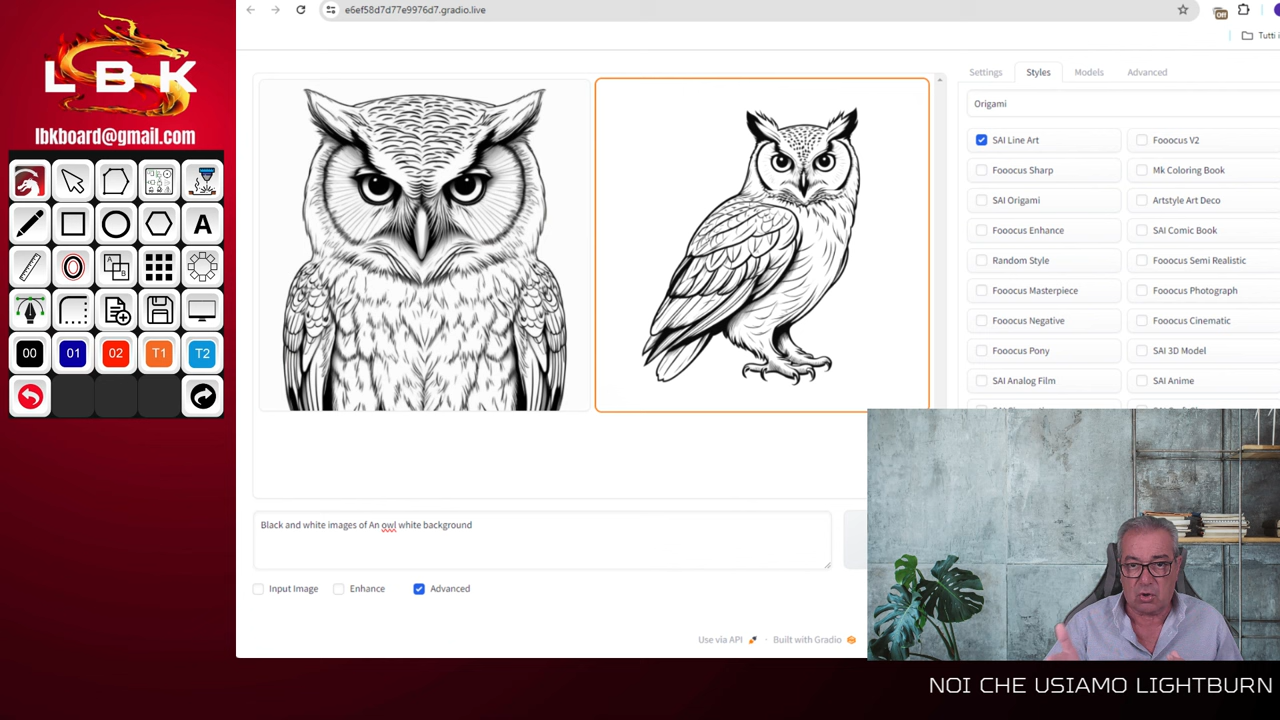 LBK
lbkboard@gmail.com
A
A
B
00
01
02
T1
T2
e6ef58d7d77e9976d7.gradio.live
Off
Tutti i
Settings
Styles
Models
Advanced
Origami
SAI Line Art
Fooocus V2
Fooocus Sharp
Mk Coloring Book
SAI Origami
Artstyle Art Deco
Fooocus Enhance
SAI Comic Book
Random Style
Fooocus Semi Realistic
Fooocus Masterpiece
Fooocus Photograph
Fooocus Negative
Fooocus Cinematic
Fooocus Pony
SAI 3D Model
SAI Analog Film
SAI Anime
Black and white images of An owl white background
Input Image
Enhance
Advanced
Use via API
·
Built with Gradio
NOI CHE USIAMO LIGHTBURN